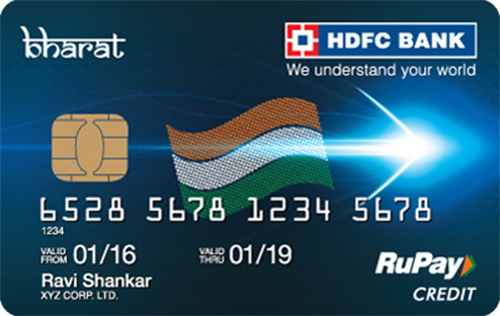 bharat
HDFC BANK
We understand your world
6528 5678 1234 5678
1234
VALID FROM 01/16 VALID THRU 01/19
Ravi Shankar
XYZ CORP. LTD.
RuPay
CREDIT